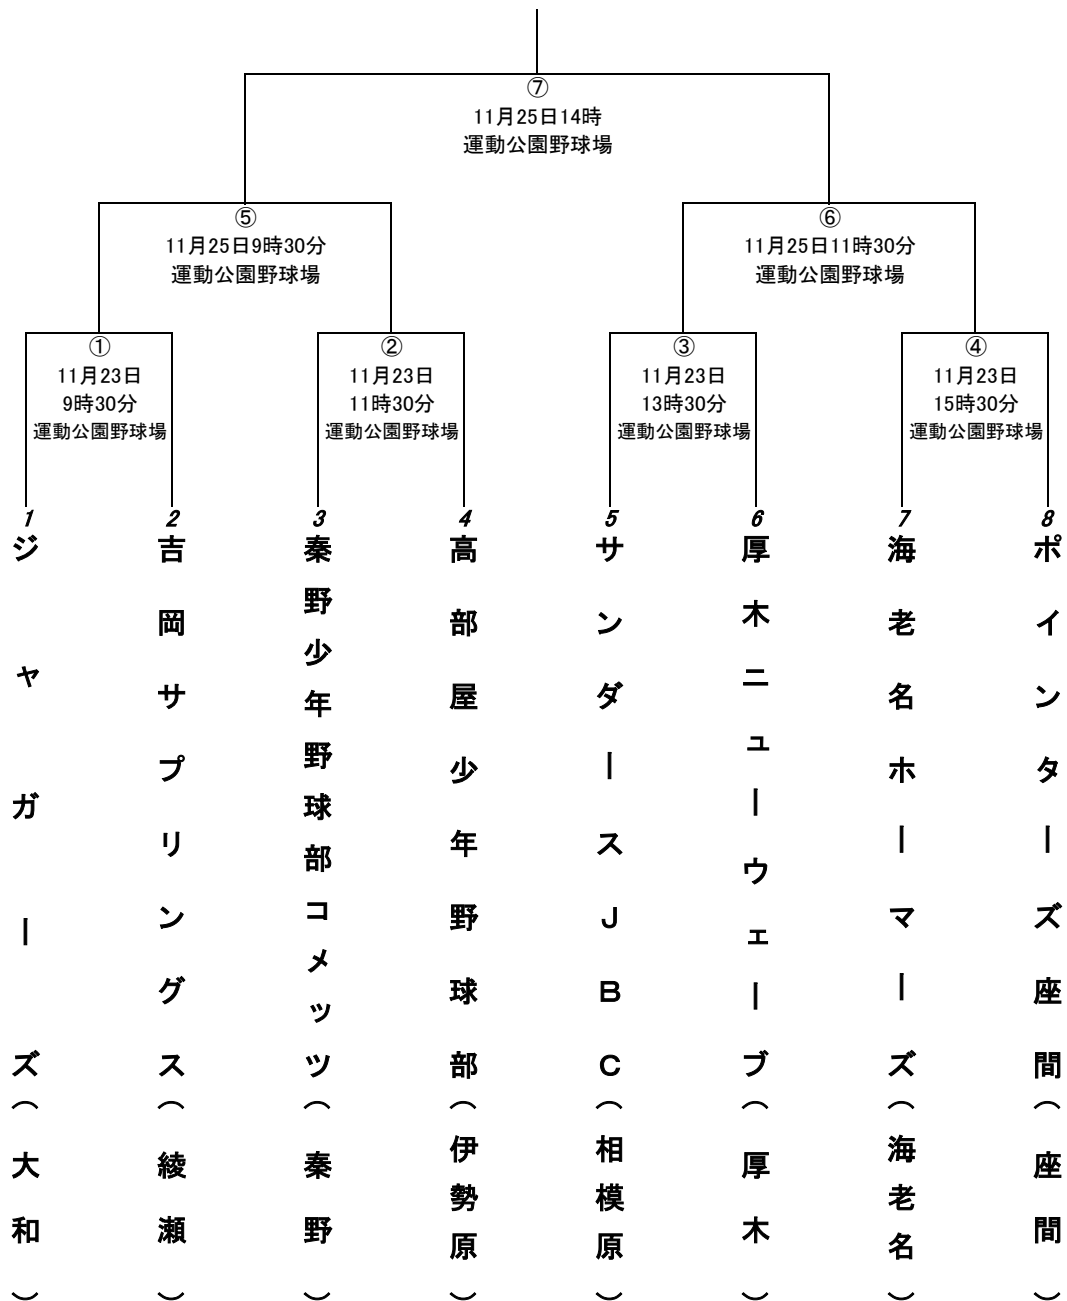 ⑦
11月25日14時
運動公園野球場
⑤
11月25日9時30分
運動公園野球場
⑥
11月25日11時30分
運動公園野球場
①
11月23日
9時30分
運動公園野球場
②
11月23日
11時30分
運動公園野球場
③
11月23日
13時30分
運動公園野球場
④
11月23日
15時30分
運動公園野球場
1
ジャガーズ(大和)
2
吉岡サプリングス(綾瀬)
3
秦野少年野球部コメッツ(秦野)
4
高部屋少年野球部(伊勢原)
5
サンダースJBC(相模原)
6
厚木ニューウェーブ(厚木)
7
海老名ホーマーズ(海老名)
8
ポインターズ座間(座間)